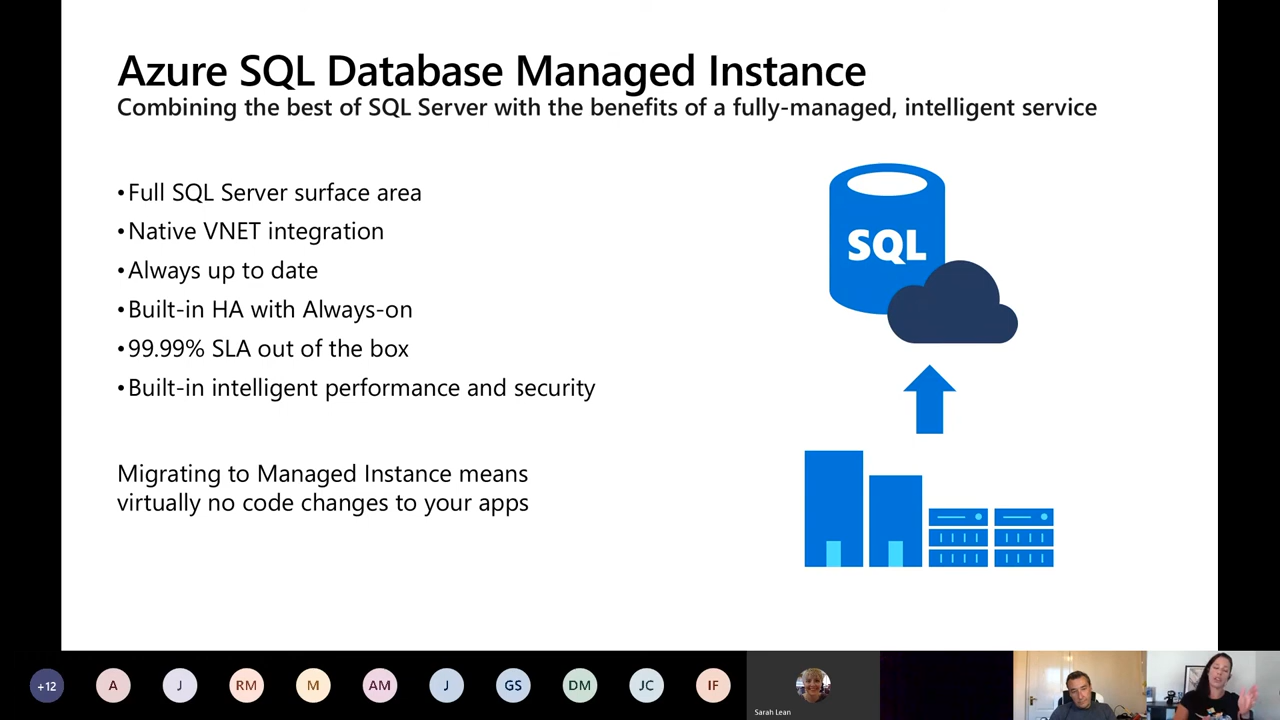 Azure SQL Database Managed Instance
Combining the best of SQL Server with the benefits of a fully-managed, intelligent service
•Full SQL Server surface area
•Native VNET integration
•Always up to date
•Built-in HA with Always-on
•99.99% SLA out of the box
•Built-in intelligent performance and security
Migrating to Managed Instance means
virtually no code changes to your apps
SQL
+12 A J RM M AM J GS DM JC IF
Sarah Lean